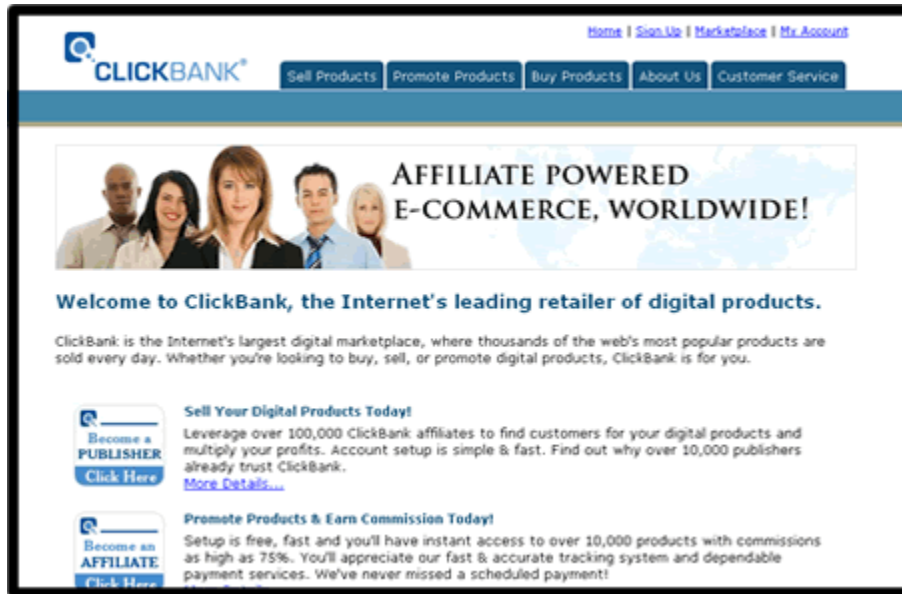 Home | Sign Up | Marketplace | My Account
CLICKBANK®
Sell Products Promote Products Buy Products About Us Customer Service
AFFILIATE POWERED
E-COMMERCE, WORLDWIDE!
Welcome to ClickBank, the Internet's leading retailer of digital products.
ClickBank is the Internet's largest digital marketplace, where thousands of the web's most popular products are
sold every day. Whether you're looking to buy, sell, or promote digital products, ClickBank is for you.
Become a
PUBLISHER
Click Here
Sell Your Digital Products Today!
Leverage over 100,000 ClickBank affiliates to find customers for your digital products and
multiply your profits. Account setup is simple & fast. Find out why over 10,000 publishers
already trust ClickBank.
More Details...
Become an
AFFILIATE
Click Here
Promote Products & Earn Commission Today!
Setup is free, fast and you'll have instant access to over 10,000 products with commissions
as high as 75%. You'll appreciate our fast & accurate tracking system and dependable
payment services. We've never missed a scheduled payment!